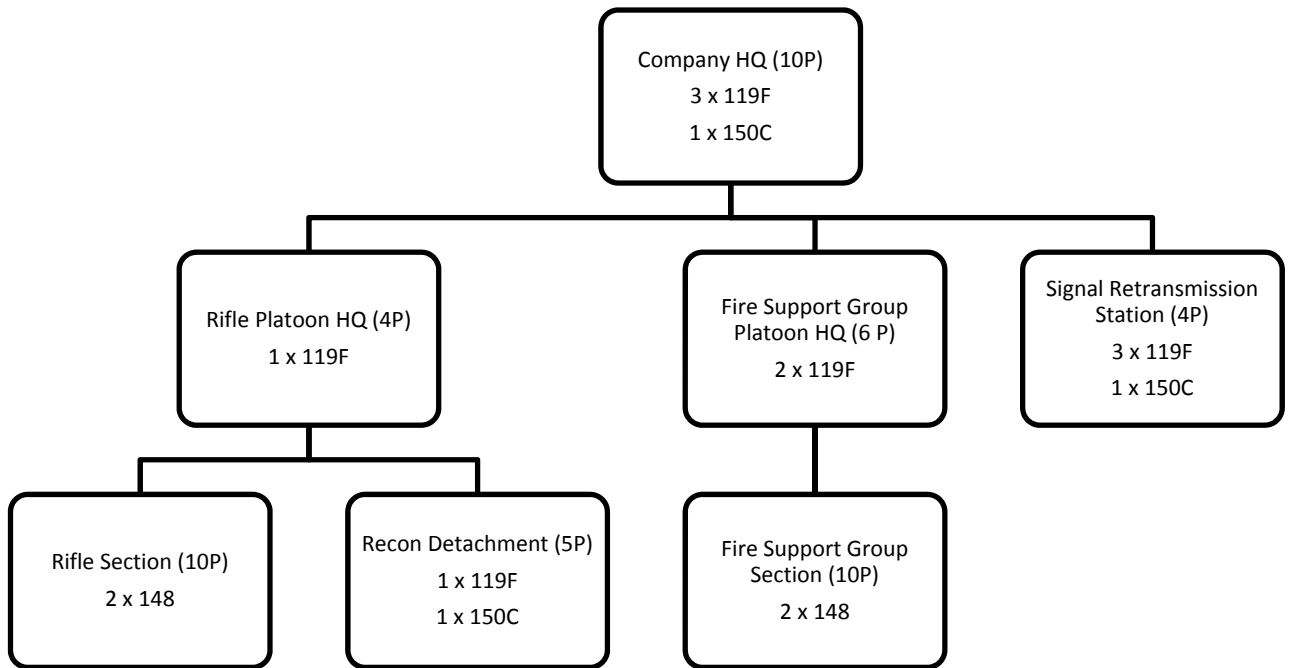 Company HQ (10P)
3 x 119F
1 x 150C
Rifle Platoon HQ (4P)
1 x 119F
Fire Support Group
Platoon HQ (6 P)
2 x 119F
Signal Retransmission
Station (4P)
3 x 119F
1 x 150C
Rifle Section (10P)
2 x 148
Recon Detachment (5P)
1 x 119F
1 x 150C
Fire Support Group
Section (10P)
2 x 148